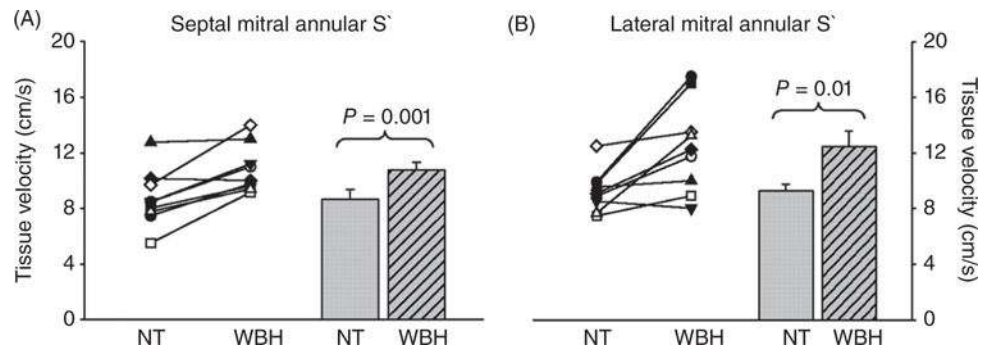 (A) Septal mitral annular S`
Tissue velocity (cm/s)
20
16
12
8
4
0
P = 0.001
NT WBH NT WBH
(B) Lateral mitral annular S`
P = 0.01
20
16
12
8
4
0
Tissue velocity (cm/s)
NT WBH NT WBH